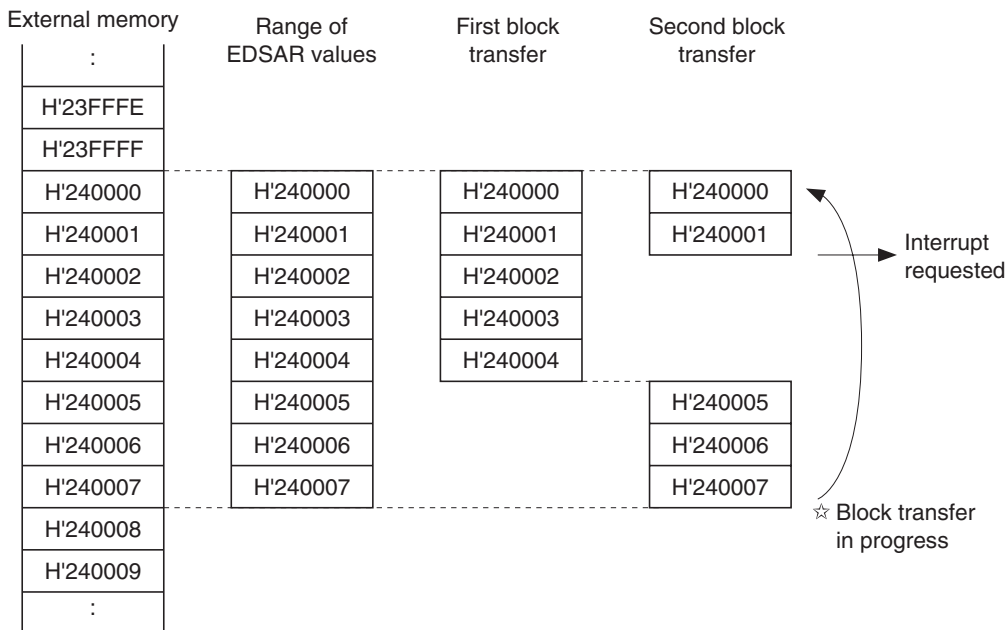 External memory
:
H'23FFFE
H'23FFFF
H'240000
H'240001
H'240002
H'240003
H'240004
H'240005
H'240006
H'240007
H'240008
H'240009
:
Range of
EDSAR values
H'240000
H'240001
H'240002
H'240003
H'240004
H'240005
H'240006
H'240007
First block
transfer
H'240000
H'240001
H'240002
H'240003
H'240004
Second block
transfer
H'240000
H'240001
H'240005
H'240006
H'240007
Interrupt
requested
☆ Block transfer
in progress